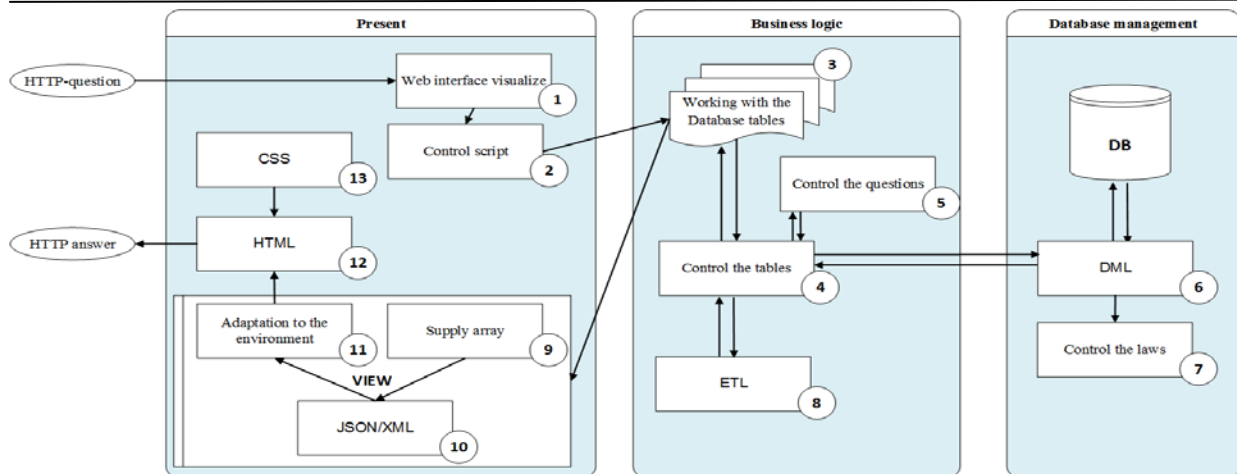 Present
Business logic
Database management
HTTP-question
Web interface visualize
1
Control script
2
3
Working with the
Database tables
DB
CSS
13
Control the questions
5
HTTP answer
HTML
12
Control the tables
4
DML
6
Adaptation to the
environment
11
Supply array
9
VIEW
JSON/XML
10
ETL
8
Control the laws
7